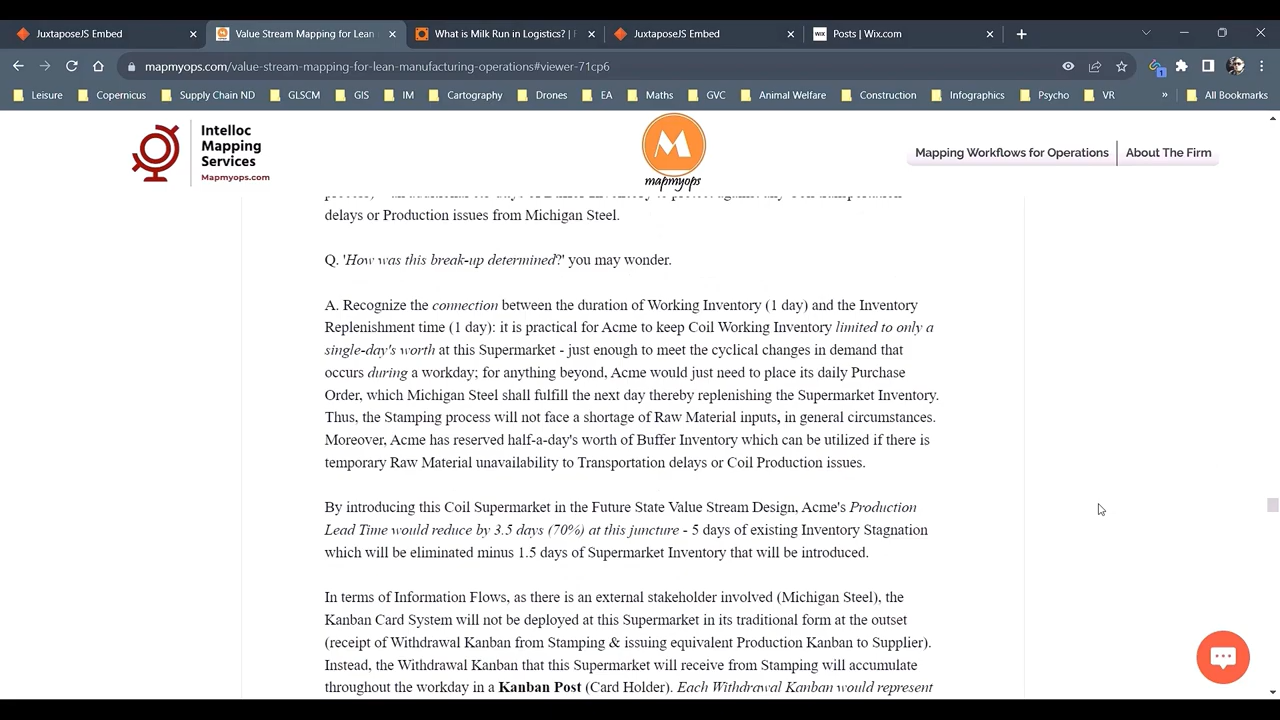 JuxtaposeJS Embed
Value Stream Mapping for Lean
What is Milk Run in Logistics? | F
JuxtaposeJS Embed
WIX Posts | Wix.com
mapmyops.com/value-stream-mapping-for-lean-manufacturing-operations#viewer-71cp6
1
Leisure Copernicus Supply Chain ND GLSCM GIS IM Cartography Drones EA Maths GVC Animal Welfare Construction Infographics Psycho VR » All Bookmarks
Intelloc
Mapping
Services
Mapmyops.com
M
mapmyops
Mapping Workflows for Operations
About The Firm
delays or Production issues from Michigan Steel.
Q. 'How was this break-up determined?' you may wonder.
A. Recognize the connection between the duration of Working Inventory (1 day) and the Inventory
Replenishment time (1 day): it is practical for Acme to keep Coil Working Inventory limited to only a
single-day's worth at this Supermarket - just enough to meet the cyclical changes in demand that
occurs during a workday; for anything beyond, Acme would just need to place its daily Purchase
Order, which Michigan Steel shall fulfill the next day thereby replenishing the Supermarket Inventory.
Thus, the Stamping process will not face a shortage of Raw Material inputs, in general circumstances.
Moreover, Acme has reserved half-a-day's worth of Buffer Inventory which can be utilized if there is
temporary Raw Material unavailability to Transportation delays or Coil Production issues.
By introducing this Coil Supermarket in the Future State Value Stream Design, Acme's Production
Lead Time would reduce by 3.5 days (70%) at this juncture - 5 days of existing Inventory Stagnation
which will be eliminated minus 1.5 days of Supermarket Inventory that will be introduced.
In terms of Information Flows, as there is an external stakeholder involved (Michigan Steel), the
Kanban Card System will not be deployed at this Supermarket in its traditional form at the outset
(receipt of Withdrawal Kanban from Stamping & issuing equivalent Production Kanban to Supplier).
Instead, the Withdrawal Kanban that this Supermarket will receive from Stamping will accumulate
throughout the workday in a Kanban Post (Card Holder). Each Withdrawal Kanban would represent